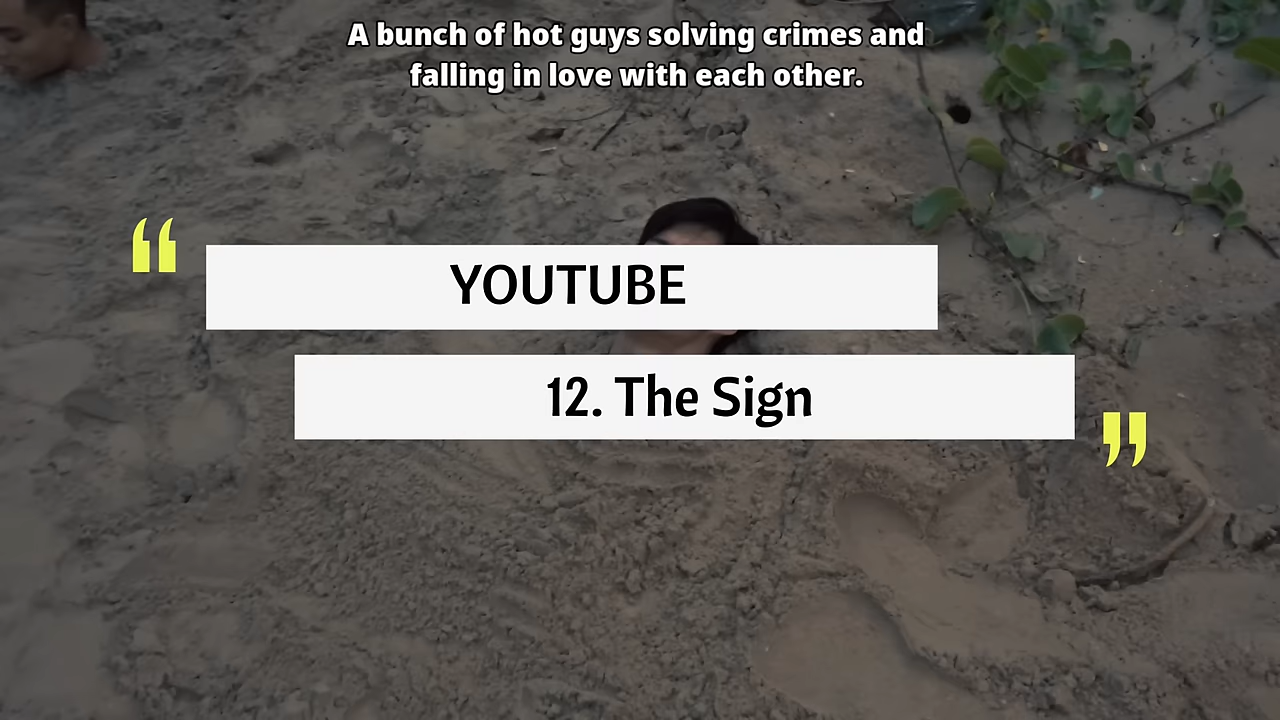 A bunch of hot guys solving crimes and
falling in love with each other.
“
YOUTUBE
12. The Sign
”